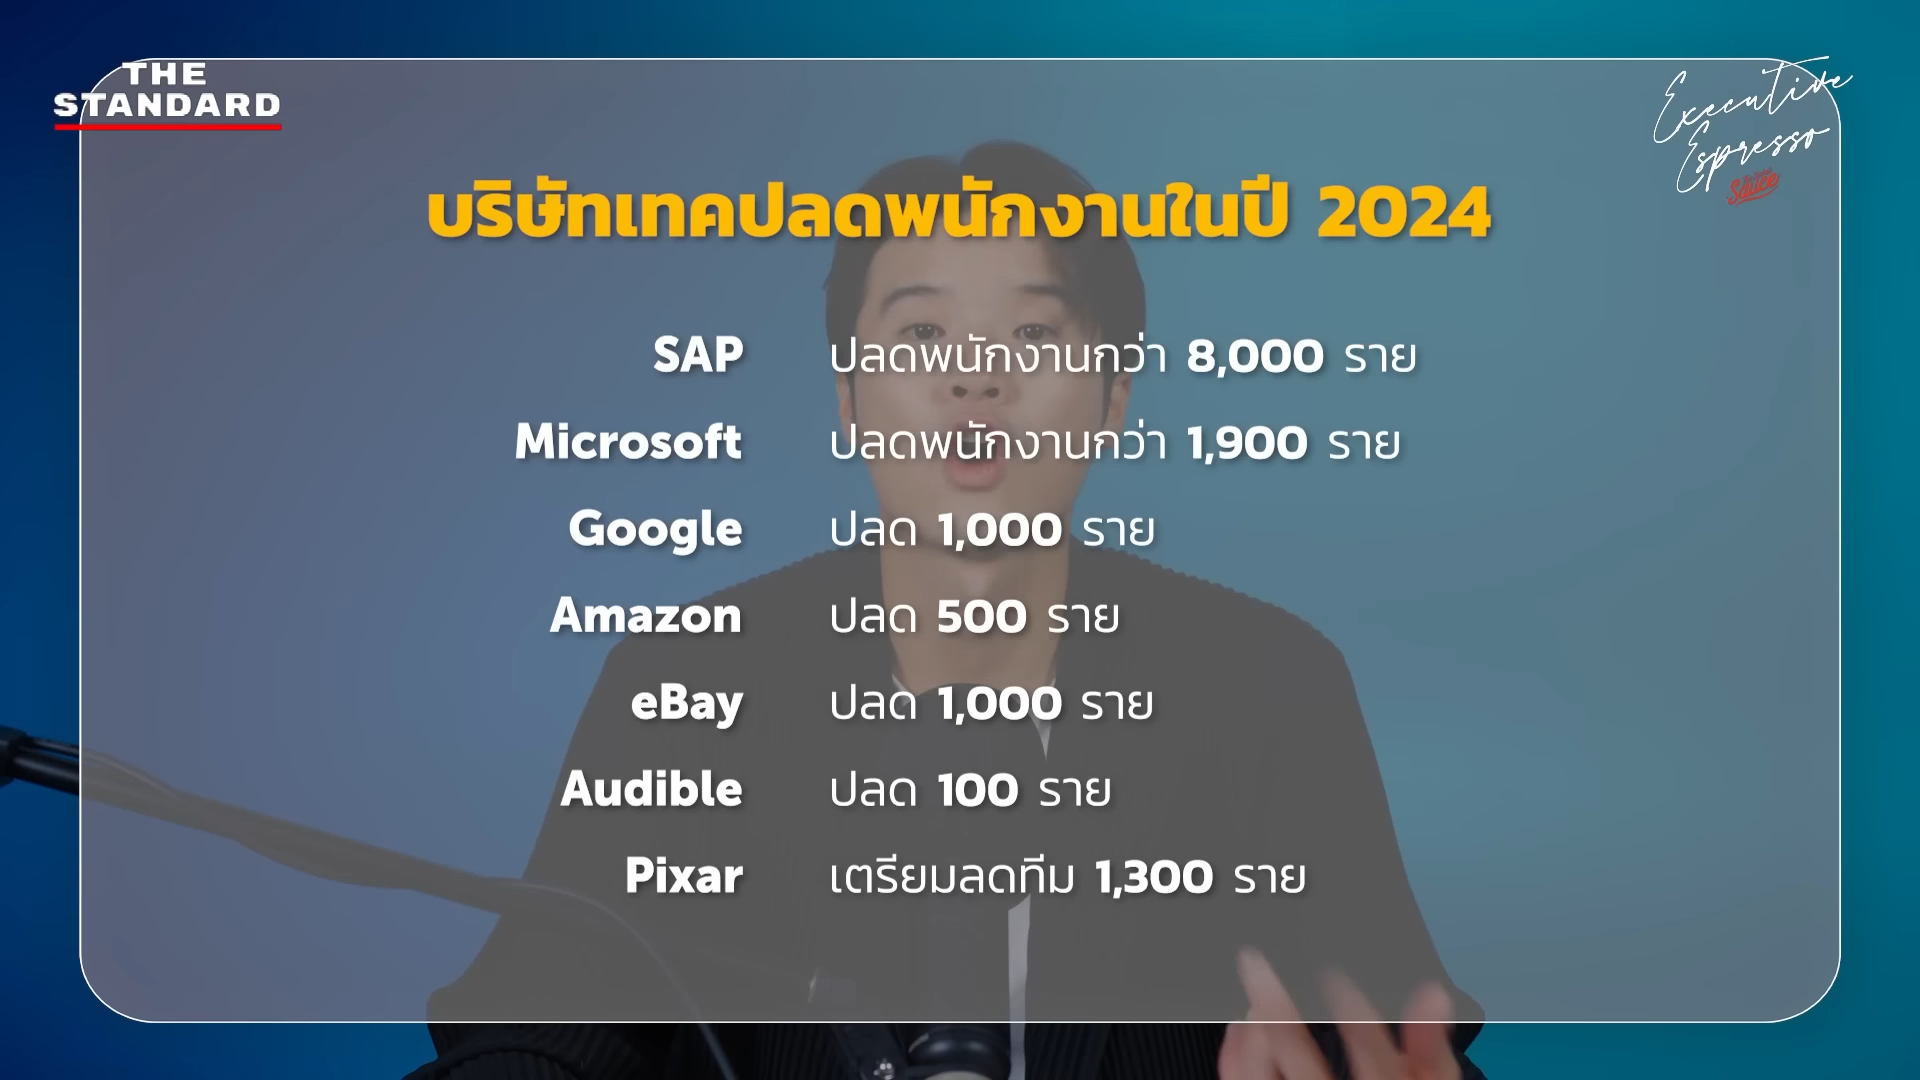 THE
STANDARD
Executive
Espresso
บริษัทเทคปลดพนักงานในปี 2024
SAP ปลดพนักงานกว่า 8,000 ราย
Microsoft ปลดพนักงานกว่า 1,900 ราย
Google ปลด 1,000 ราย
Amazon ปลด 500 ราย
eBay ปลด 1,000 ราย
Audible ปลด 100 ราย
Pixar เตรียมลดทีม 1,300 ราย